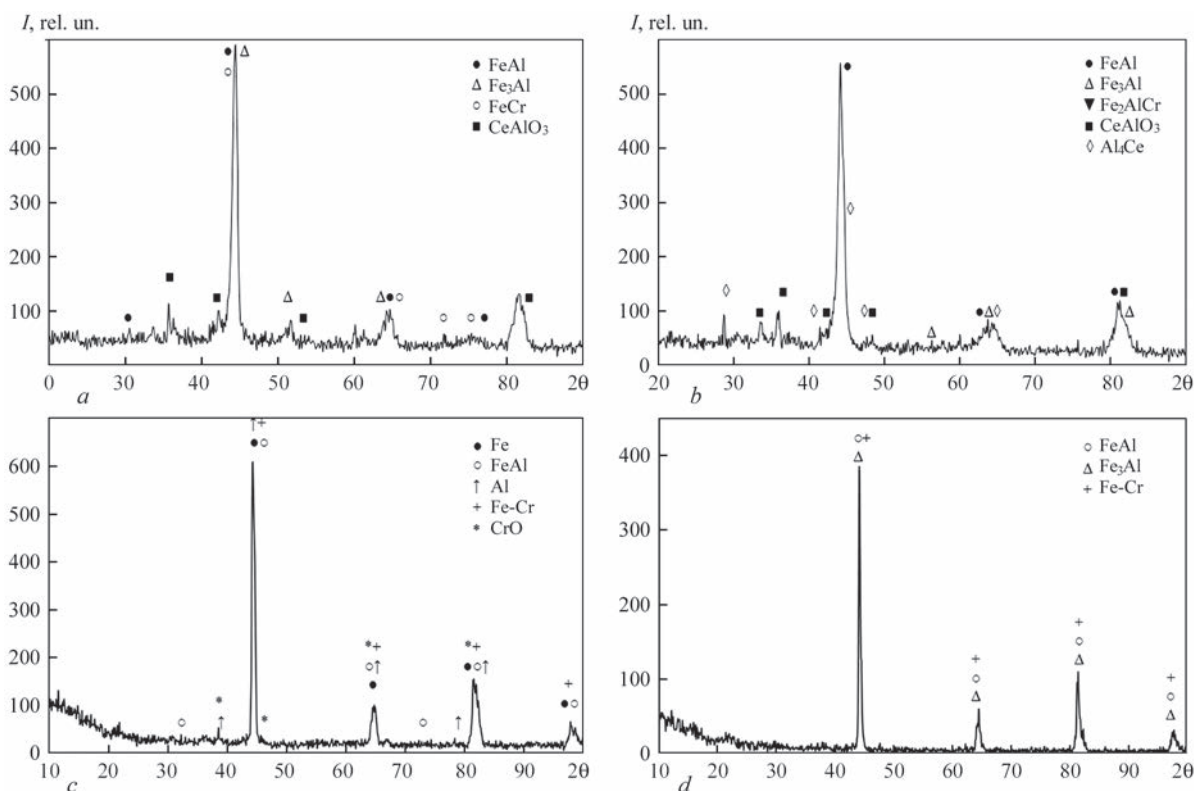 I, rel. un.
500
400
300
200
100
0
0 30 40 50 60 70 80 2θ
● FeAl
Δ Fe₃Al
○ FeCr
■ CeAlO₃
a
I, rel. un.
500
400
300
200
100
0
20 30 40 50 60 70 80 2θ
● FeAl
Δ Fe₃Al
▼ Fe₂AlCr
■ CeAlO₃
◊ Al₄Ce
b
600
500
400
300
200
100
0
10 20 30 40 50 60 70 80 90 2θ
● Fe
○ FeAl
↑ Al
+ Fe-Cr
* CrO
c
400
300
200
100
0
10 20 30 40 50 60 70 80 90 2θ
○ FeAl
Δ Fe₃Al
+ Fe-Cr
d